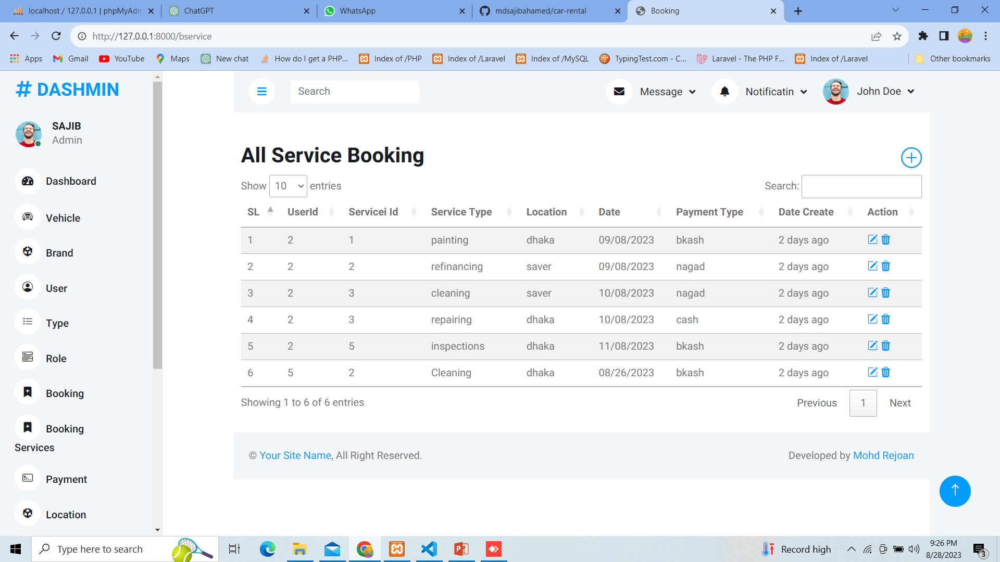 localhost / 127.0.0.1 | phpMyAdm
ChatGPT
WhatsApp
mdsajibahamed/car-rental
Booking
http://127.0.0.1:8000/bservice
Apps
Gmail
YouTube
Maps
New chat
How do I get a PHP...
Index of /PHP
Index of /Laravel
Index of /MySQL
TypingTest.com - C...
Laravel - The PHP F...
Index of /Laravel
Other bookmarks
# DASHMIN
SAJIB
Admin
Dashboard
Vehicle
Brand
User
Type
Role
Booking
Booking
Services
Payment
Location
Search
Message
Notificatin
John Doe
All Service Booking
Show 10 entries
Search:
SL UserId Servicei Id Service Type Location Date Payment Type Date Create Action
1 2 1 painting dhaka 09/08/2023 bkash 2 days ago
2 2 2 refinancing saver 09/08/2023 nagad 2 days ago
3 2 3 cleaning saver 10/08/2023 nagad 2 days ago
4 2 3 repairing dhaka 10/08/2023 cash 2 days ago
5 2 5 inspections dhaka 11/08/2023 bkash 2 days ago
6 5 2 Cleaning dhaka 08/26/2023 bkash 2 days ago
Showing 1 to 6 of 6 entries
Previous 1 Next
© Your Site Name, All Right Reserved.
Developed by Mohd Rejoan
Type here to search
Record high
9:26 PM
8/28/2023
3